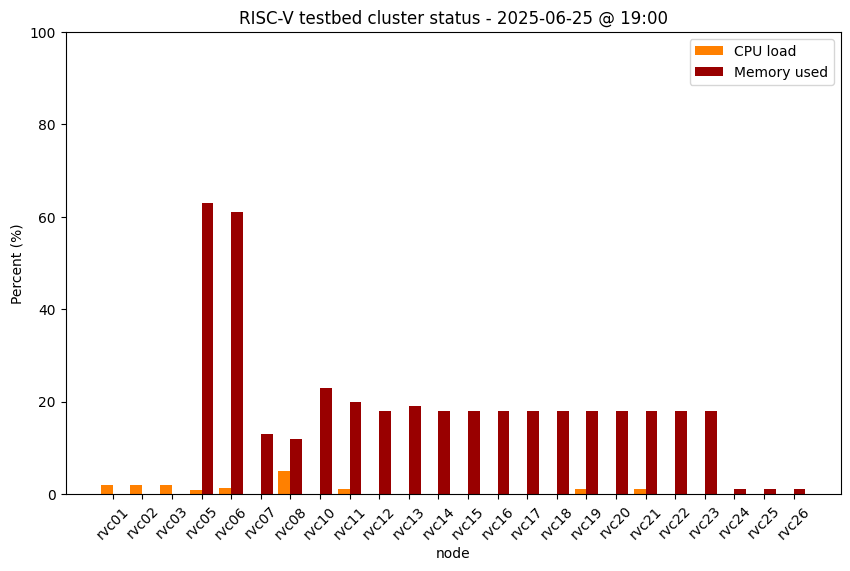 RISC-V testbed cluster status - 2025-06-25 @ 19:00
CPU load
Memory used
Percent (%)
100
80
60
40
20
0
rvc01 rvc02 rvc03 rvc05 rvc06 rvc07 rvc08 rvc10 rvc11 rvc12 rvc13 rvc14 rvc15 rvc16 rvc17 rvc18 rvc19 rvc20 rvc21 rvc22 rvc23 rvc24 rvc25 rvc26
node